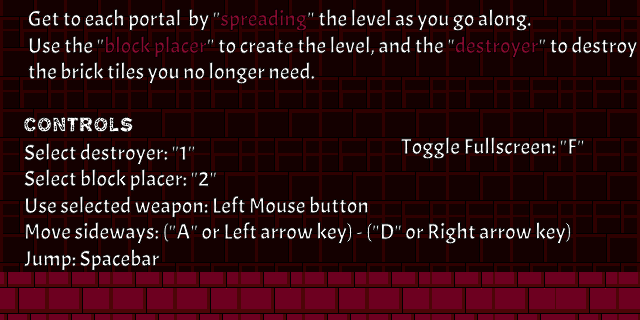 Get to each portal by "spreading" the level as you go along.
Use the "block placer" to create the level, and the "destroyer" to destroy
the brick tiles you no longer need.
CONTROLS
Toggle Fullscreen: "F"
Select destroyer: "1"
Select block placer: "2"
Use selected weapon: Left Mouse button
Move sideways: ("A" or Left arrow key) - ("D" or Right arrow key)
Jump: Spacebar